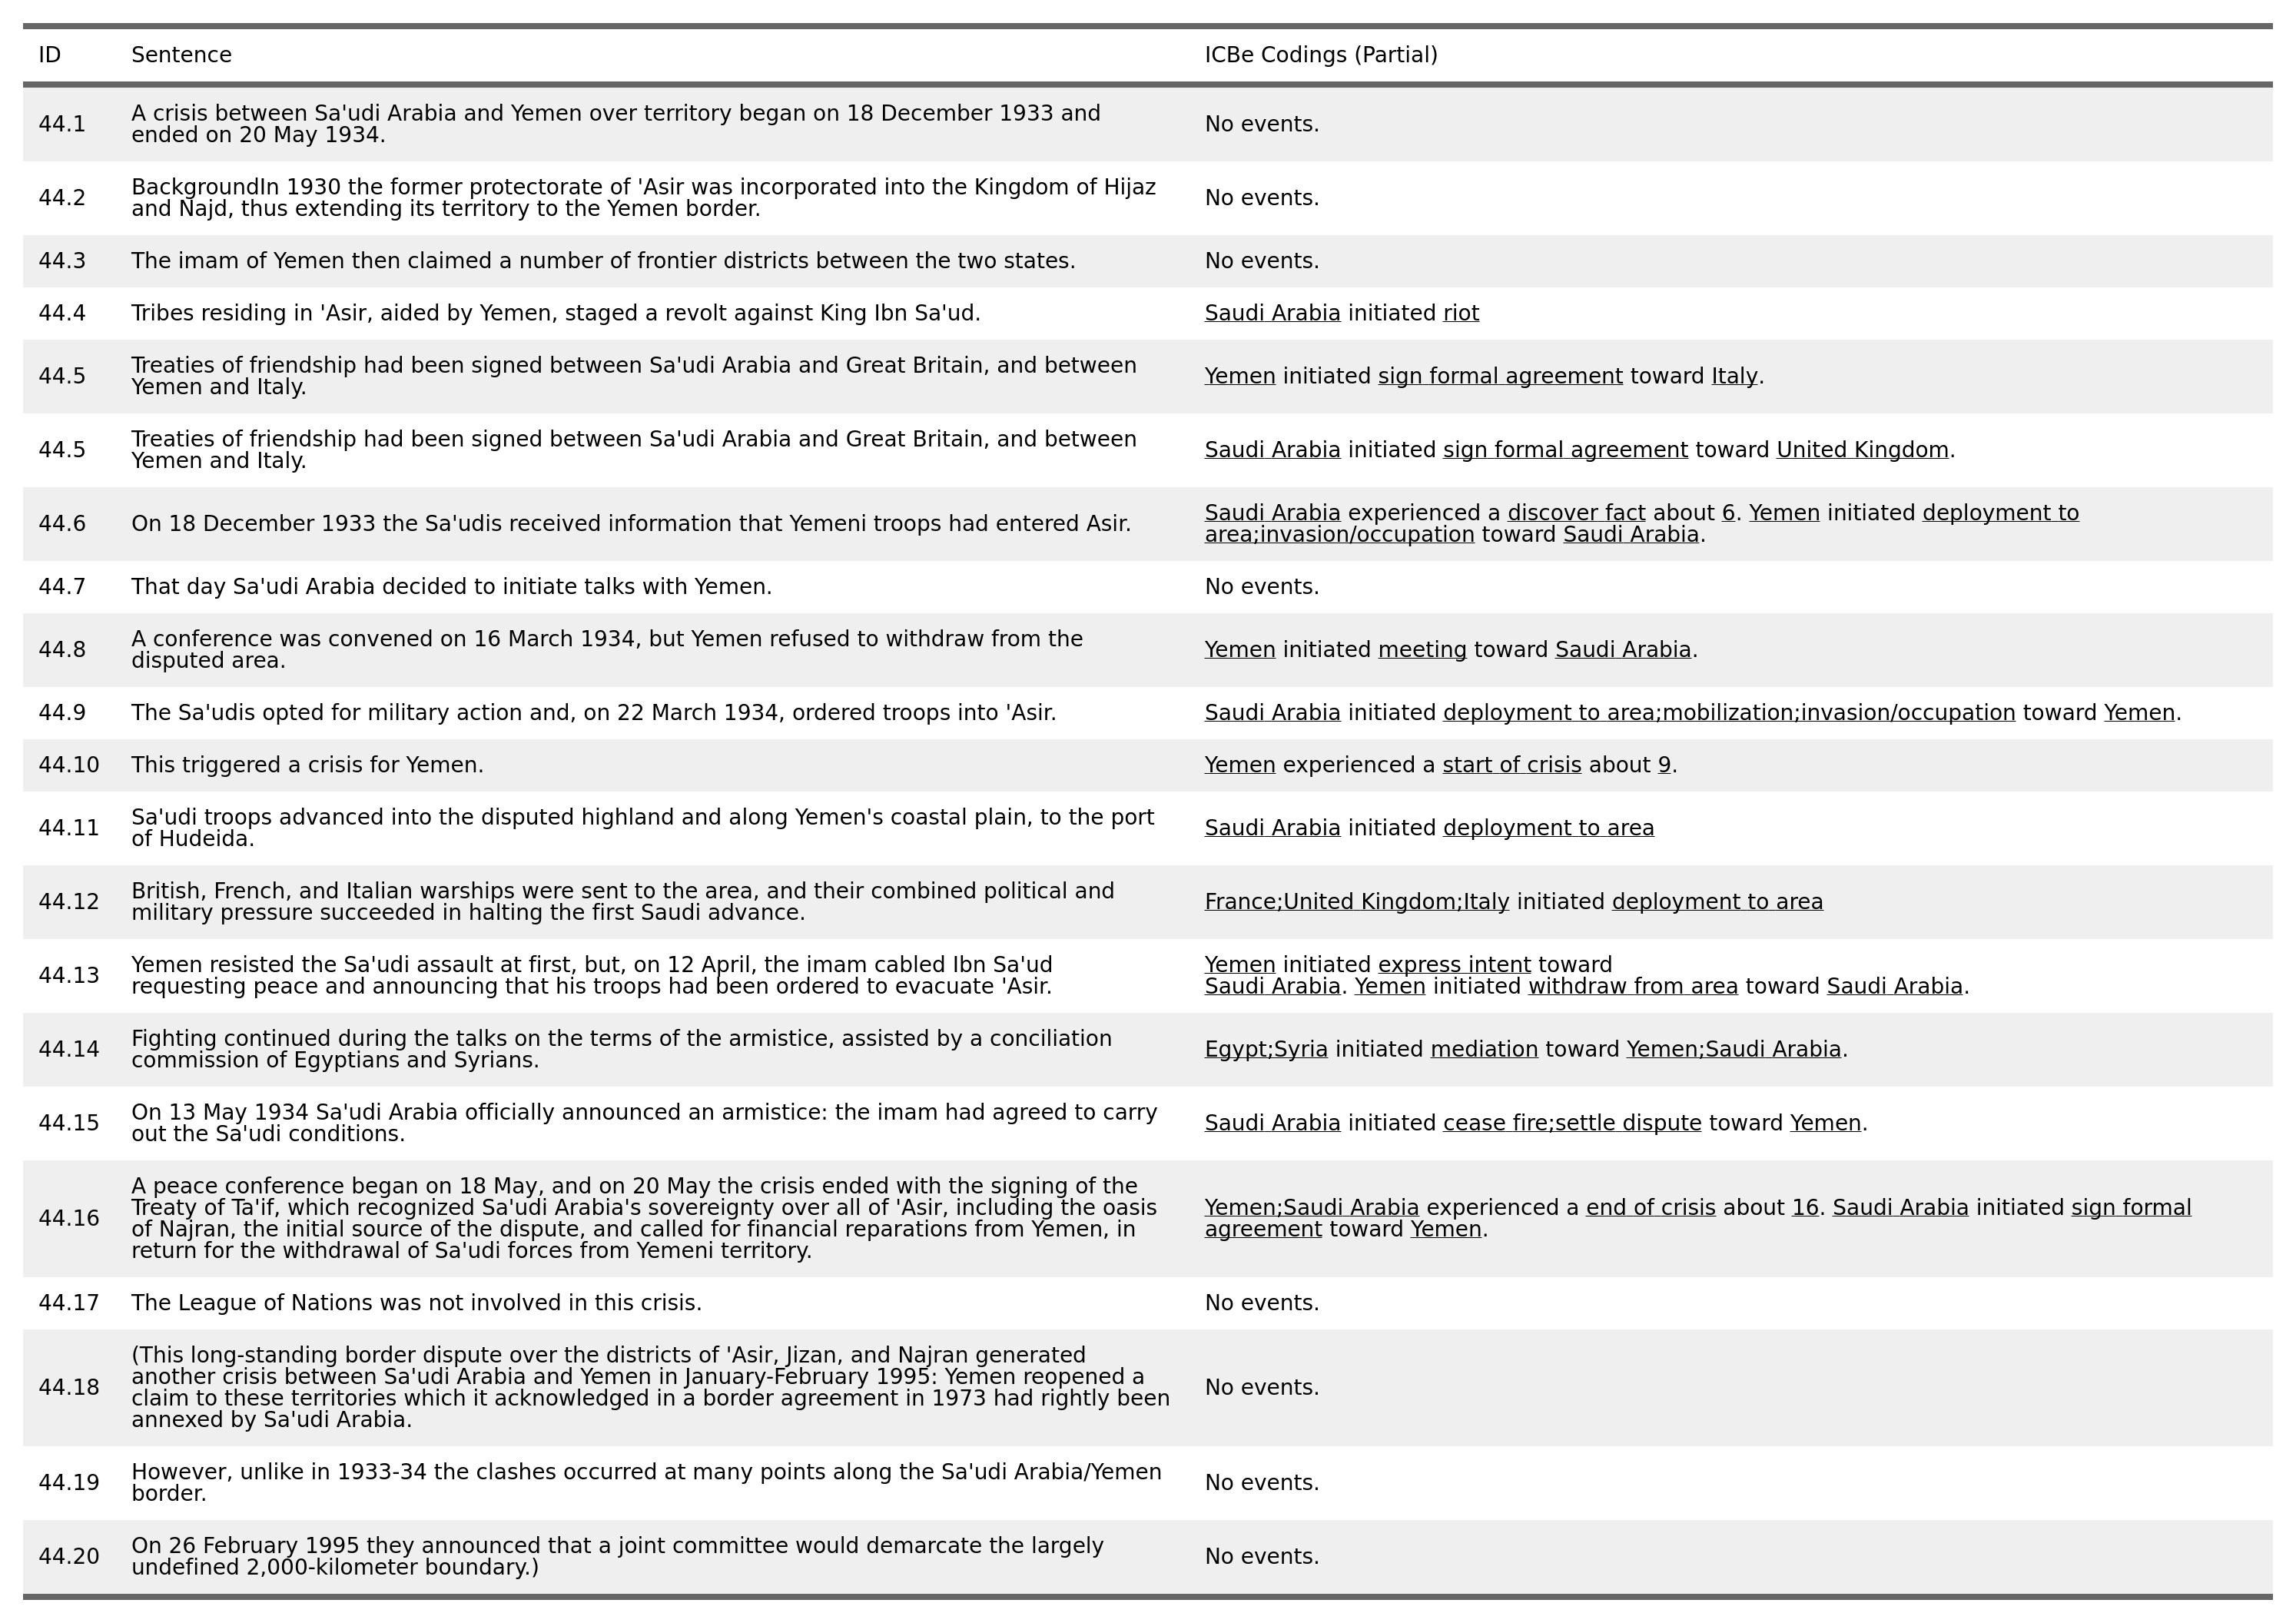 ID Sentence ICBe Codings (Partial)
44.1 A crisis between Sa'udi Arabia and Yemen over territory began on 18 December 1933 and
ended on 20 May 1934. No events.
44.2 BackgroundIn 1930 the former protectorate of 'Asir was incorporated into the Kingdom of Hijaz
and Najd, thus extending its territory to the Yemen border. No events.
44.3 The imam of Yemen then claimed a number of frontier districts between the two states. No events.
44.4 Tribes residing in 'Asir, aided by Yemen, staged a revolt against King Ibn Sa'ud. Saudi Arabia initiated riot
44.5 Treaties of friendship had been signed between Sa'udi Arabia and Great Britain, and between
Yemen and Italy. Yemen initiated sign formal agreement toward Italy.
44.5 Treaties of friendship had been signed between Sa'udi Arabia and Great Britain, and between
Yemen and Italy. Saudi Arabia initiated sign formal agreement toward United Kingdom.
44.6 On 18 December 1933 the Sa'udis received information that Yemeni troops had entered Asir. Saudi Arabia experienced a discover fact about 6. Yemen initiated deployment to
area;invasion/occupation toward Saudi Arabia.
44.7 That day Sa'udi Arabia decided to initiate talks with Yemen. No events.
44.8 A conference was convened on 16 March 1934, but Yemen refused to withdraw from the
disputed area. Yemen initiated meeting toward Saudi Arabia.
44.9 The Sa'udis opted for military action and, on 22 March 1934, ordered troops into 'Asir. Saudi Arabia initiated deployment to area;mobilization;invasion/occupation toward Yemen.
44.10 This triggered a crisis for Yemen. Yemen experienced a start of crisis about 9.
44.11 Sa'udi troops advanced into the disputed highland and along Yemen's coastal plain, to the port
of Hudeida. Saudi Arabia initiated deployment to area
44.12 British, French, and Italian warships were sent to the area, and their combined political and
military pressure succeeded in halting the first Saudi advance. France;United Kingdom;Italy initiated deployment to area
44.13 Yemen resisted the Sa'udi assault at first, but, on 12 April, the imam cabled Ibn Sa'ud
requesting peace and announcing that his troops had been ordered to evacuate 'Asir. Yemen initiated express intent toward
Saudi Arabia. Yemen initiated withdraw from area toward Saudi Arabia.
44.14 Fighting continued during the talks on the terms of the armistice, assisted by a conciliation
commission of Egyptians and Syrians. Egypt;Syria initiated mediation toward Yemen;Saudi Arabia.
44.15 On 13 May 1934 Sa'udi Arabia officially announced an armistice: the imam had agreed to carry
out the Sa'udi conditions. Saudi Arabia initiated cease fire;settle dispute toward Yemen.
44.16 A peace conference began on 18 May, and on 20 May the crisis ended with the signing of the
Treaty of Ta'if, which recognized Sa'udi Arabia's sovereignty over all of 'Asir, including the oasis
of Najran, the initial source of the dispute, and called for financial reparations from Yemen, in
return for the withdrawal of Sa'udi forces from Yemeni territory. Yemen;Saudi Arabia experienced a end of crisis about 16. Saudi Arabia initiated sign formal
agreement toward Yemen.
44.17 The League of Nations was not involved in this crisis. No events.
44.18 (This long-standing border dispute over the districts of 'Asir, Jizan, and Najran generated
another crisis between Sa'udi Arabia and Yemen in January-February 1995: Yemen reopened a
claim to these territories which it acknowledged in a border agreement in 1973 had rightly been
annexed by Sa'udi Arabia. No events.
44.19 However, unlike in 1933-34 the clashes occurred at many points along the Sa'udi Arabia/Yemen
border. No events.
44.20 On 26 February 1995 they announced that a joint committee would demarcate the largely
undefined 2,000-kilometer boundary.) No events.